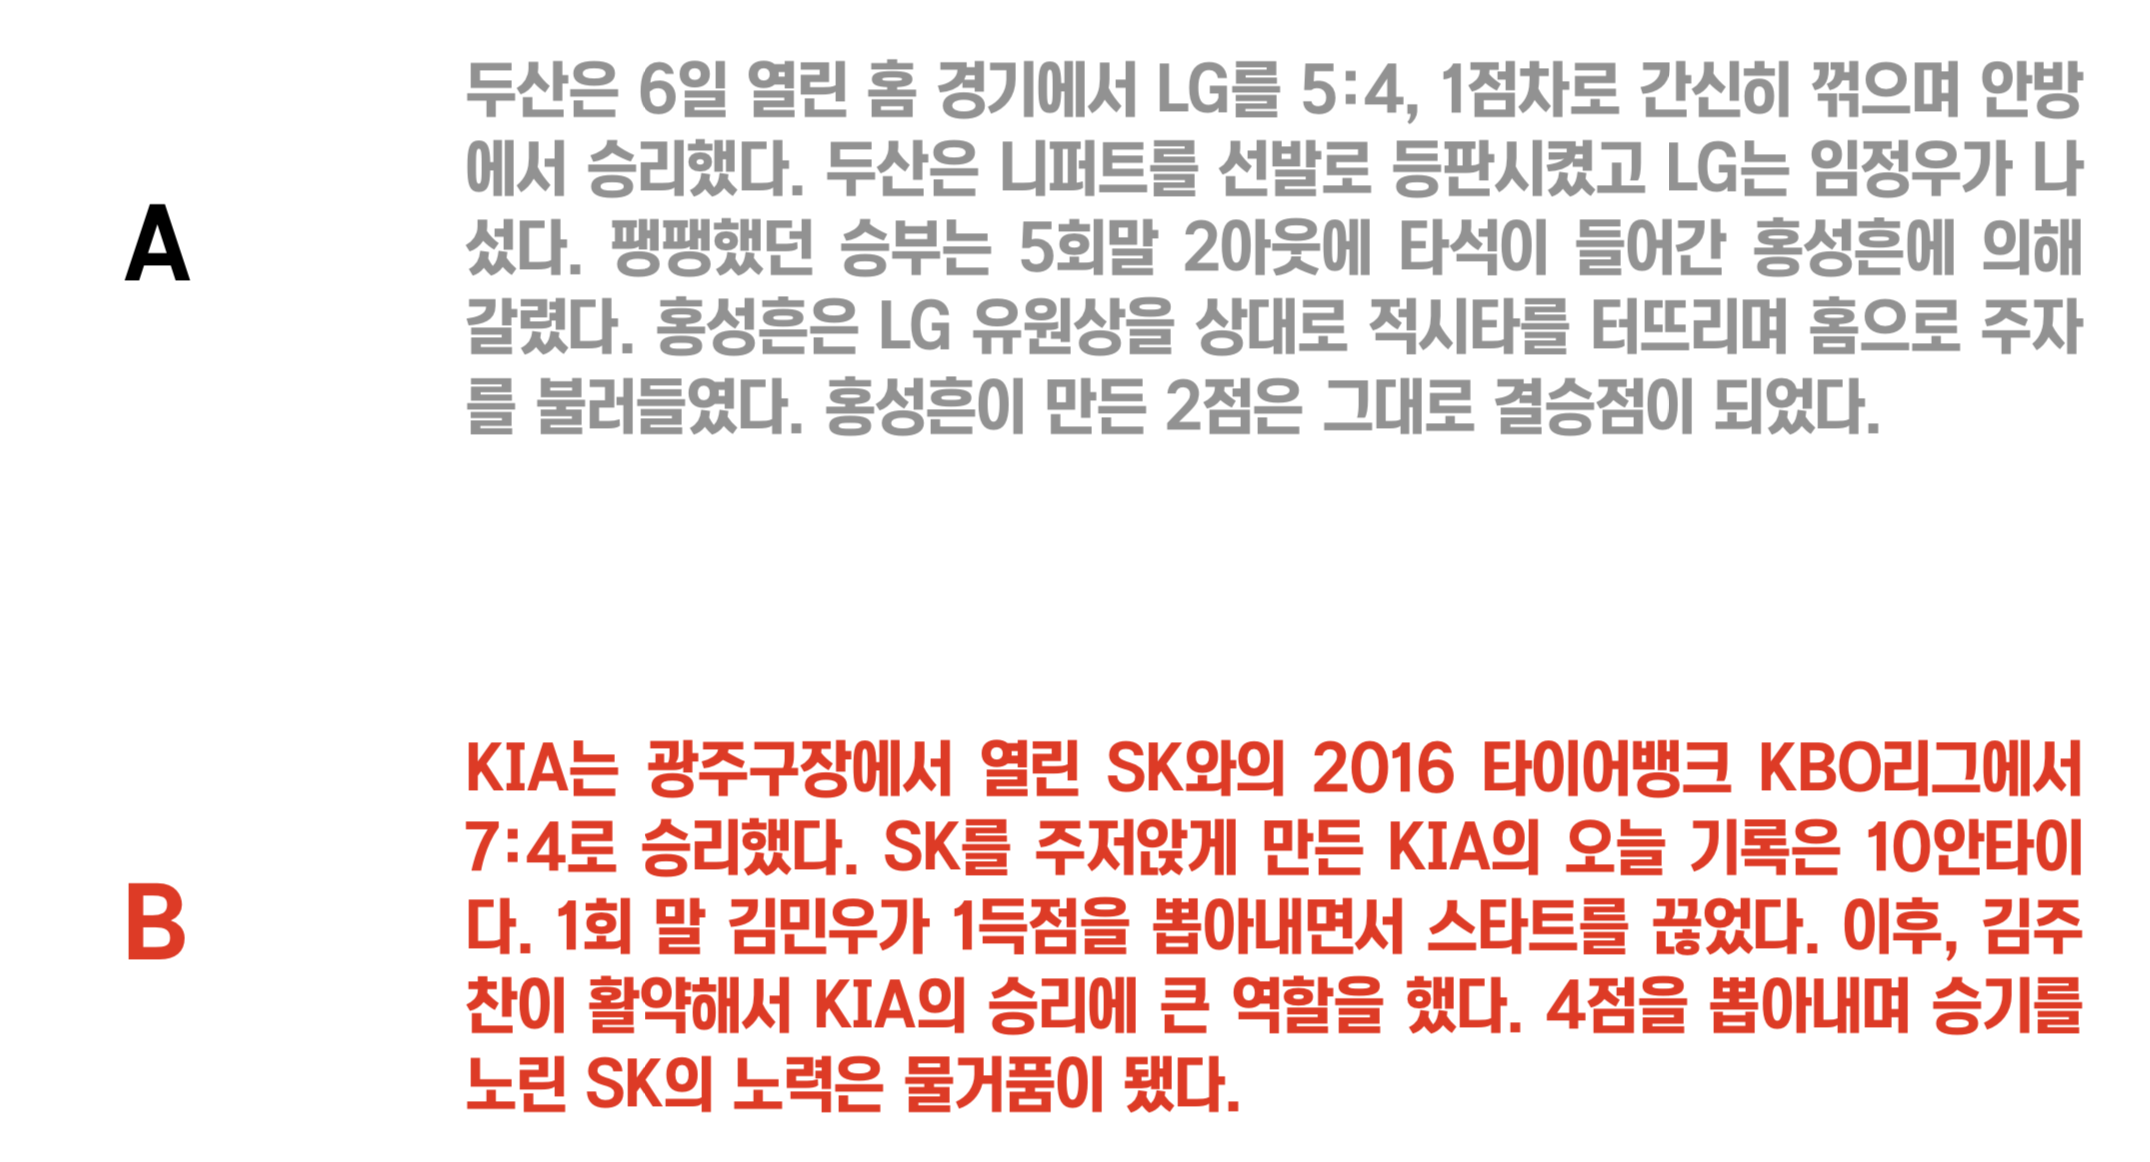 두산은 6일 열린 홈 경기에서 LG를 5:4, 1점차로 간신히 꺾으며 안방
에서 승리했다. 두산은 니퍼트를 선발로 등판시켰고 LG는 임정우가 나
A
섰다. 팽팽했던 승부는 5회말 2아웃에 타석이 들어간 홍성흔에 의해
갈렸다. 홍성흔은 LG 유원상을 상대로 적시타를 터뜨리며 홈으로 주자
를 불러들였다. 홍성흔이 만든 2점은 그대로 결승점이 되었다.
KIA는 광주구장에서 열린 SK와의 2016 타이어뱅크 KBO리그에서
7:4로 승리했다. SK를 주저앉게 만든 KIA의 오늘 기록은 10안타이
B
다. 1회 말 김민우가 1득점을 뽑아내면서 스타트를 끊었다. 이후, 김주
찬이 활약해서 KIA의 승리에 큰 역할을 했다. 4점을 뽑아내며 승기를
노린 SK의 노력은 물거품이 됐다.